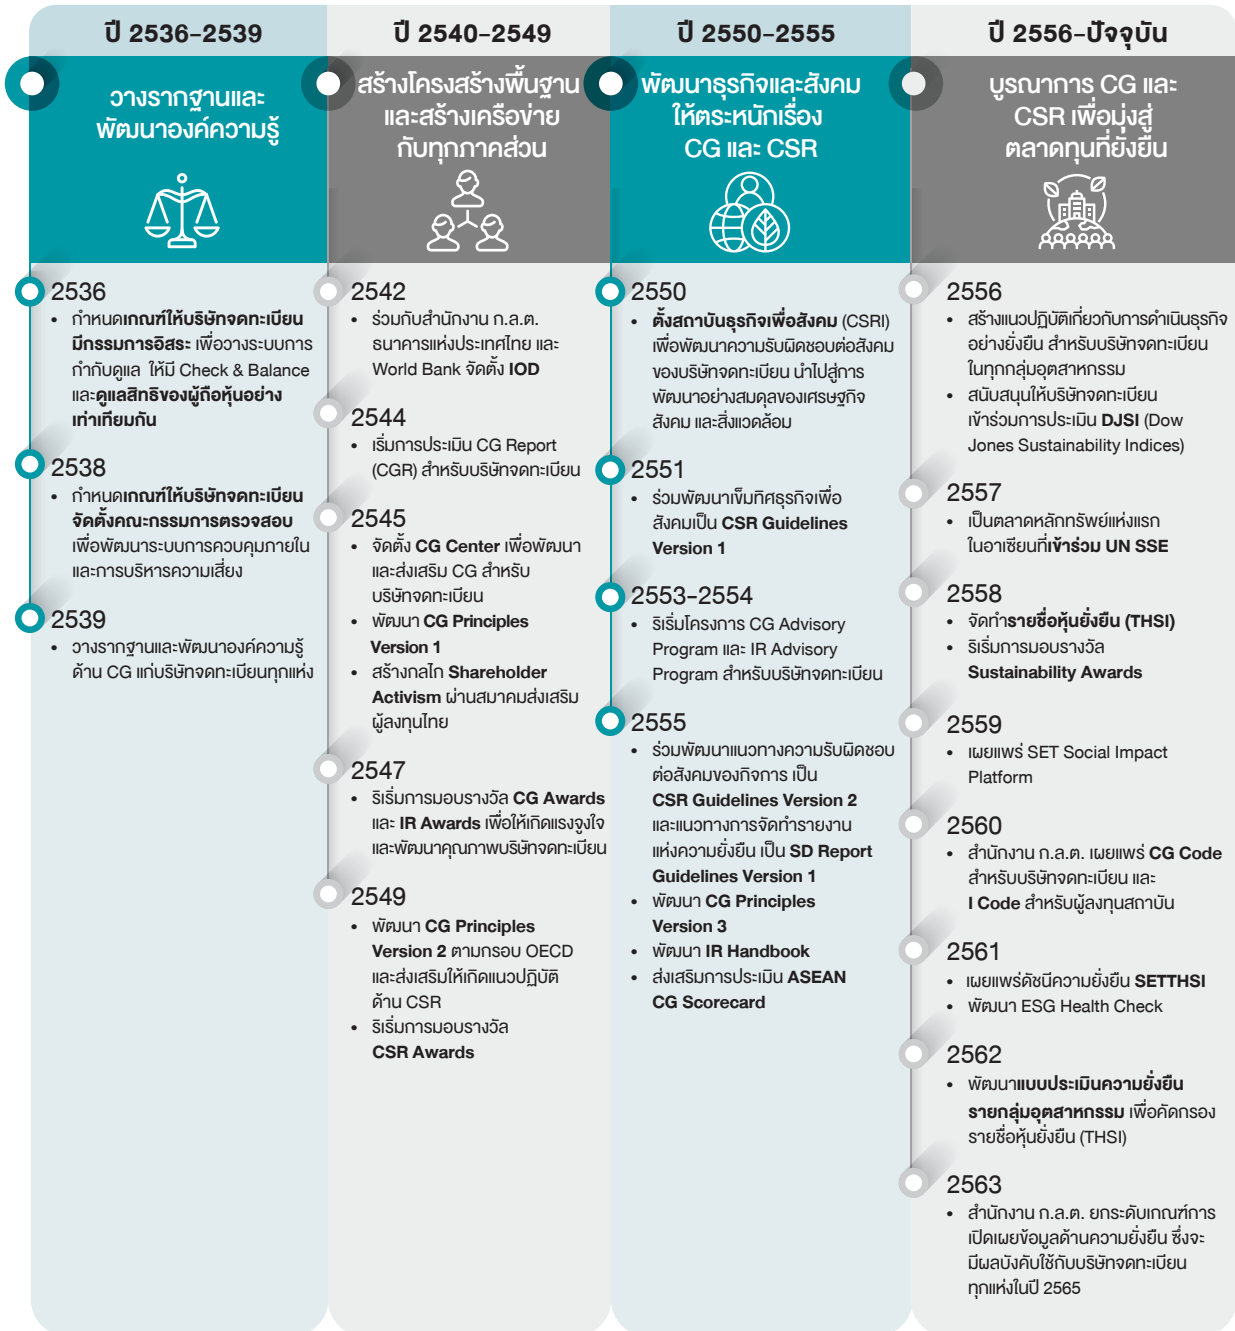 ปี 2536-2539
วางรากฐานและ
พัฒนาองค์ความรู้
2536
• กำหนดเกณฑ์ให้บริษัทจดทะเบียน
มีกรรมการอิสระ เพื่อวางระบบการ
กำกับดูแล ให้มี Check & Balance
และดูแลสิทธิของผู้ถือหุ้นอย่าง
เท่าเทียมกัน
2538
• กำหนดเกณฑ์ให้บริษัทจดทะเบียน
จัดตั้งคณะกรรมการตรวจสอบ
เพื่อพัฒนาระบบการควบคุมภายใน
และการบริหารความเสี่ยง
2539
• วางรากฐานและพัฒนาองค์ความรู้
ด้าน CG แก่บริษัทจดทะเบียนทุกแห่ง
ปี 2540-2549
สร้างโครงสร้างพื้นฐาน
และสร้างเครือข่าย
กับทุกภาคส่วน
2542
• ร่วมกับสำนักงาน ก.ล.ต.
ธนาคารแห่งประเทศไทย และ
World Bank จัดตั้ง IOD
2544
• เริ่มการประเมิน CG Report
(CGR) สำหรับบริษัทจดทะเบียน
2545
• จัดตั้ง CG Center เพื่อพัฒนา
และส่งเสริม CG สำหรับ
บริษัทจดทะเบียน
• พัฒนา CG Principles
Version 1
• สร้างกลไก Shareholder
Activism ผ่านสมาคมส่งเสริม
ผู้ลงทุนไทย
2547
• ริเริ่มการมอบรางวัล CG Awards
และ IR Awards เพื่อให้เกิดแรงจูงใจ
และพัฒนาคุณภาพบริษัทจดทะเบียน
2549
• พัฒนา CG Principles
Version 2 ตามกรอบ OECD
และส่งเสริมให้เกิดแนวปฏิบัติ
ด้าน CSR
• ริเริ่มการมอบรางวัล
CSR Awards
ปี 2550-2555
พัฒนาธุรกิจและสังคม
ให้ตระหนักเรื่อง
CG และ CSR
2550
• ตั้งสถาบันธุรกิจเพื่อสังคม (CSRI)
เพื่อพัฒนาความรับผิดชอบต่อสังคม
ของบริษัทจดทะเบียน นำไปสู่การ
พัฒนาอย่างสมดุลของเศรษฐกิจ
สังคม และสิ่งแวดล้อม
2551
• ร่วมพัฒนาเข็มทิศธุรกิจเพื่อ
สังคมเป็น CSR Guidelines
Version 1
2553-2554
• ริเริ่มโครงการ CG Advisory
Program และ IR Advisory
Program สำหรับบริษัทจดทะเบียน
2555
• ร่วมพัฒนาแนวทางความรับผิดชอบ
ต่อสังคมของกิจการ เป็น
CSR Guidelines Version 2
และแนวทางการจัดทำรายงาน
แห่งความยั่งยืน เป็น SD Report
Guidelines Version 1
• พัฒนา CG Principles
Version 3
• พัฒนา IR Handbook
• ส่งเสริมการประเมิน ASEAN
CG Scorecard
ปี 2556-ปัจจุบัน
บูรณาการ CG และ
CSR เพื่อมุ่งสู่
ตลาดทุนที่ยั่งยืน
2556
• สร้างแนวปฏิบัติเกี่ยวกับการดำเนินธุรกิจ
อย่างยั่งยืน สำหรับบริษัทจดทะเบียน
ในทุกกลุ่มอุตสาหกรรม
• สนับสนุนให้บริษัทจดทะเบียน
เข้าร่วมการประเมิน DJSI (Dow
Jones Sustainability Indices)
2557
• เป็นตลาดหลักทรัพย์แห่งแรก
ในอาเซียนที่เข้าร่วม UN SSE
2558
• จัดทำรายชื่อหุ้นยั่งยืน (THSI)
• ริเริ่มการมอบรางวัล
Sustainability Awards
2559
• เผยแพร่ SET Social Impact
Platform
2560
• สำนักงาน ก.ล.ต. เผยแพร่ CG Code
สำหรับบริษัทจดทะเบียน และ
I Code สำหรับผู้ลงทุนสถาบัน
2561
• เผยแพร่ดัชนีความยั่งยืน SETTHSI
• พัฒนา ESG Health Check
2562
• พัฒนาแบบประเมินความยั่งยืน
รายกลุ่มอุตสาหกรรม เพื่อคัดกรอง
รายชื่อหุ้นยั่งยืน (THSI)
2563
• สำนักงาน ก.ล.ต. ยกระดับเกณฑ์การ
เปิดเผยข้อมูลด้านความยั่งยืน ซึ่งจะ
มีผลบังคับใช้กับบริษัทจดทะเบียน
ทุกแห่งในปี 2565